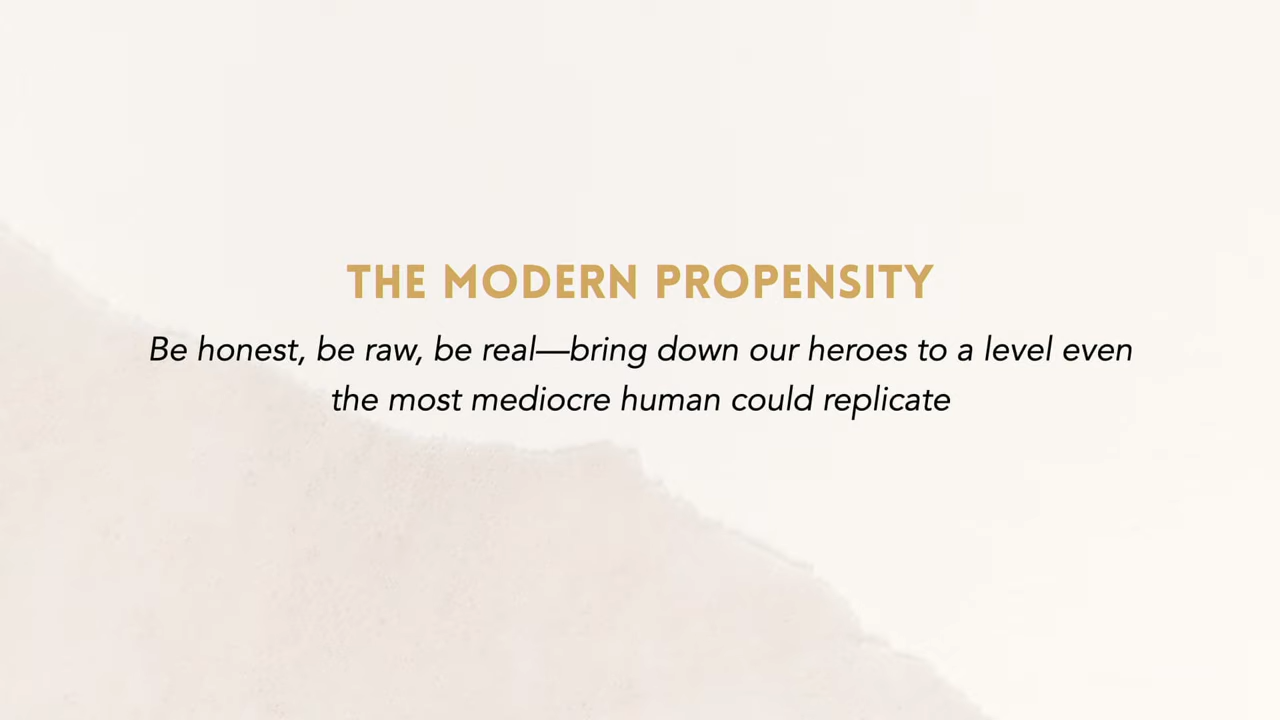 THE MODERN PROPENSITY
Be honest, be raw, be real—bring down our heroes to a level even
the most mediocre human could replicate